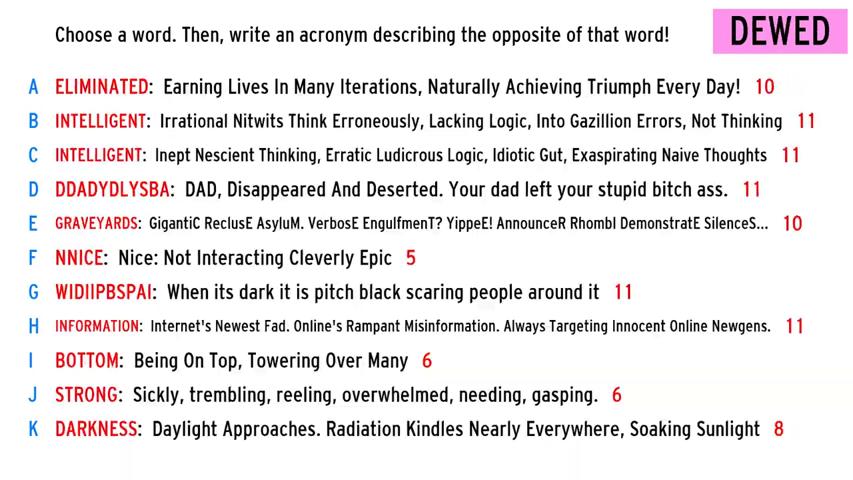 Choose a word. Then, write an acronym describing the opposite of that word!
DEWED
A ELIMINATED: Earning Lives In Many Iterations, Naturally Achieving Triumph Every Day! 10
B INTELLIGENT: Irrational Nitwits Think Erroneously, Lacking Logic, Into Gazillion Errors, Not Thinking 11
C INTELLIGENT: Inept Nescient Thinking, Erratic Ludicrous Logic, Idiotic Gut, Exaspirating Naive Thoughts 11
D DDADYDLYSBA: DAD, Disappeared And Deserted. Your dad left your stupid bitch ass. 11
E GRAVEYARDS: GigantiC ReclusE AsyluM. VerbosE EngulfmenT? YippeE! AnnounceR RhombI DemonstratE SilenceS... 10
F NNICE: Nice: Not Interacting Cleverly Epic 5
G WIDIIPBSPAI: When its dark it is pitch black scaring people around it 11
H INFORMATION: Internet's Newest Fad. Online's Rampant Misinformation. Always Targeting Innocent Online Newgens. 11
I BOTTOM: Being On Top, Towering Over Many 6
J STRONG: Sickly, trembling, reeling, overwhelmed, needing, gasping. 6
K DARKNESS: Daylight Approaches. Radiation Kindles Nearly Everywhere, Soaking Sunlight 8